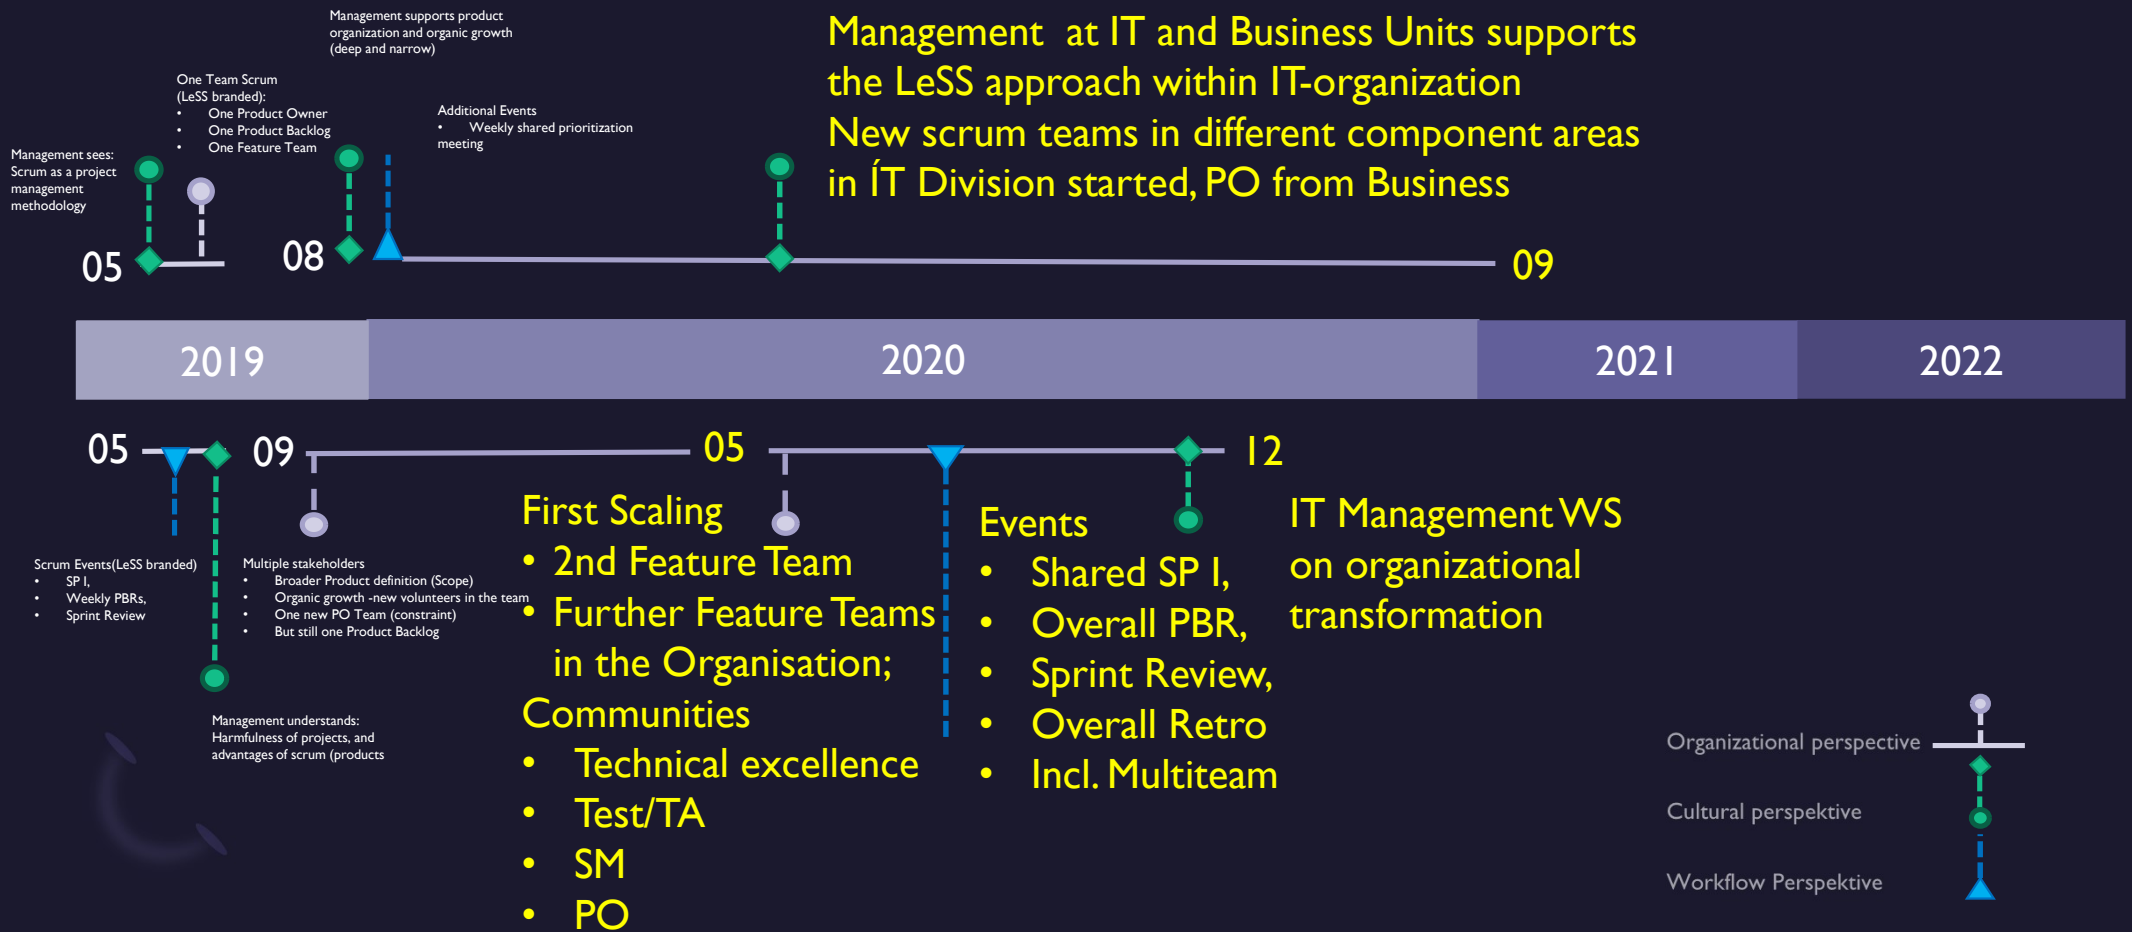 Management supports product
organization and organic growth
(deep and narrow)
Management at IT and Business Units supports
the LeSS approach within IT-organization
New scrum teams in different component areas
in ÍT Division started, PO from Business
One Team Scrum
(LeSS branded):
• One Product Owner
• One Product Backlog
• One Feature Team
Additional Events
• Weekly shared prioritization
meeting
Management sees:
Scrum as a project
management
methodology
05
08
09
2019
2020
2021
2022
05
09
05
12
Scrum Events(LeSS branded)
• SP I,
• Weekly PBRs,
• Sprint Review
Multiple stakeholders
• Broader Product definition (Scope)
• Organic growth -new volunteers in the team
• One new PO Team (constraint)
• But still one Product Backlog
Management understands:
Harmfulness of projects, and
advantages of scrum (products
First Scaling
• 2nd Feature Team
• Further Feature Teams
in the Organisation;
Communities
• Technical excellence
• Test/TA
• SM
• PO
Events
• Shared SP I,
• Overall PBR,
• Sprint Review,
• Overall Retro
• Incl. Multiteam
IT Management WS
on organizational
transformation
Organizational perspective
Cultural perspektive
Workflow Perspektive